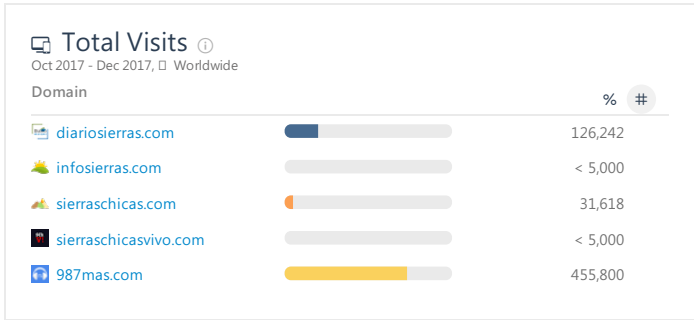 Total Visits
Oct 2017 - Dec 2017, Worldwide
Domain % #
diariosierras.com 126,242
infosierras.com < 5,000
sierraschicas.com 31,618
sierraschicasvivo.com < 5,000
987mas.com 455,800